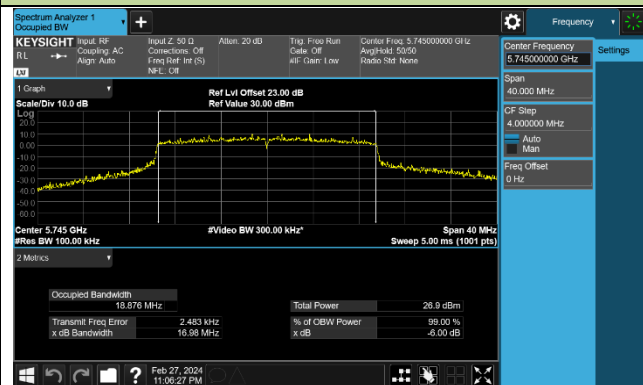 Spectrum Analyzer 1
Occupied BW
+
Frequency
KEYSIGHT
RL
LXI
Input: RF
Coupling: AC
Align: Auto
Input Z: 50 Ω
Corrections: Off
Freq Ref: Int (S)
NFE: Off
Atten: 20 dB
Trig: Free Run
Gate: Off
#IF Gain: Low
Center Freq: 5.745000000 GHz
Avg|Hold: 50/50
Radio Std: None
Center Frequency
5.745000000 GHz
Settings
Span
40.000 MHz
CF Step
4.000000 MHz
Auto
Man
Freq Offset
0 Hz
1 Graph
Scale/Div 10.0 dB
Ref Lvl Offset 23.00 dB
Ref Value 30.00 dBm
Log
20.0
10.0
0.00
-10.0
-20.0
-30.0
-40.0
-50.0
-60.0
Center 5.745 GHz
#Video BW 300.00 kHz*
Span 40 MHz
#Res BW 100.00 kHz
Sweep 5.00 ms (1001 pts)
2 Metrics
Occupied Bandwidth
18.876 MHz
Total Power 26.9 dBm
Transmit Freq Error 2.483 kHz
% of OBW Power 99.00 %
x dB Bandwidth 16.98 MHz
x dB -6.00 dB
?
Feb 27, 2024
11:06:27 PM